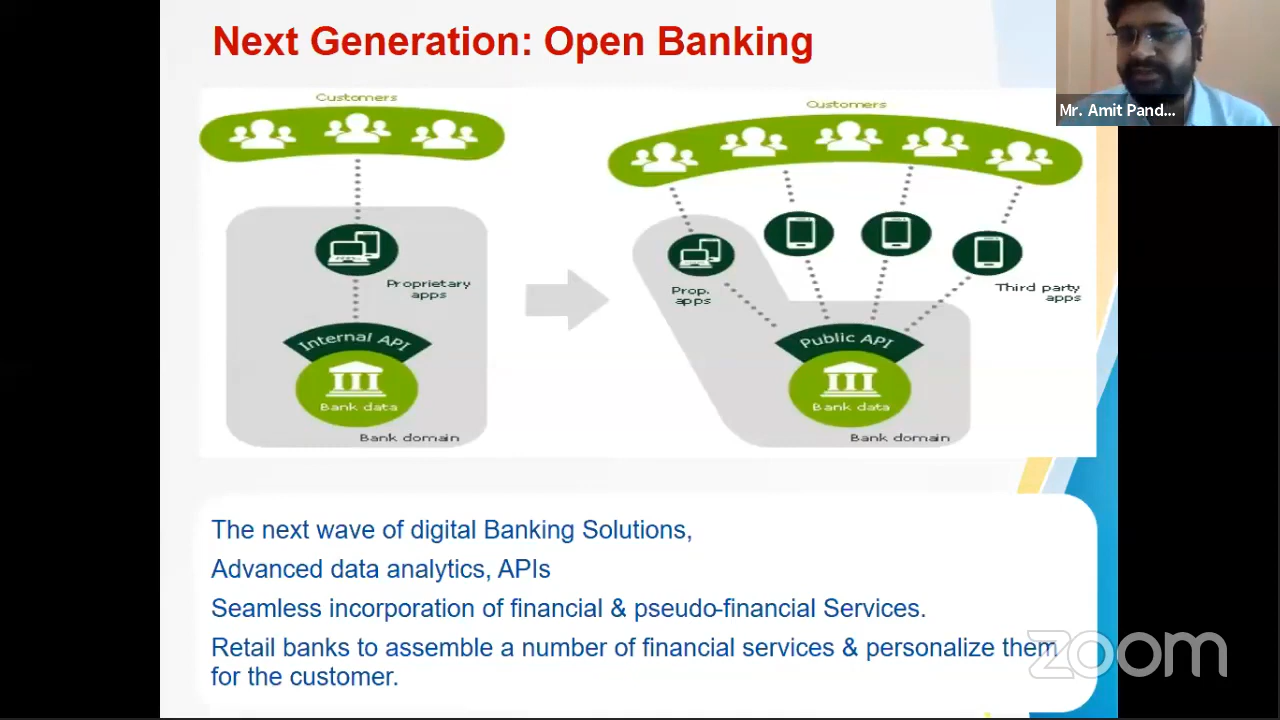 Next Generation: Open Banking
Mr. Amit Pand...
Customers
Proprietary
apps
Internal API
Bank data
Bank domain
Customers
Prop.
apps
Third party
apps
Public API
Bank data
Bank domain
The next wave of digital Banking Solutions,
Advanced data analytics, APIs
Seamless incorporation of financial & pseudo-financial Services.
Retail banks to assemble a number of financial services & personalize them
for the customer.
zoom